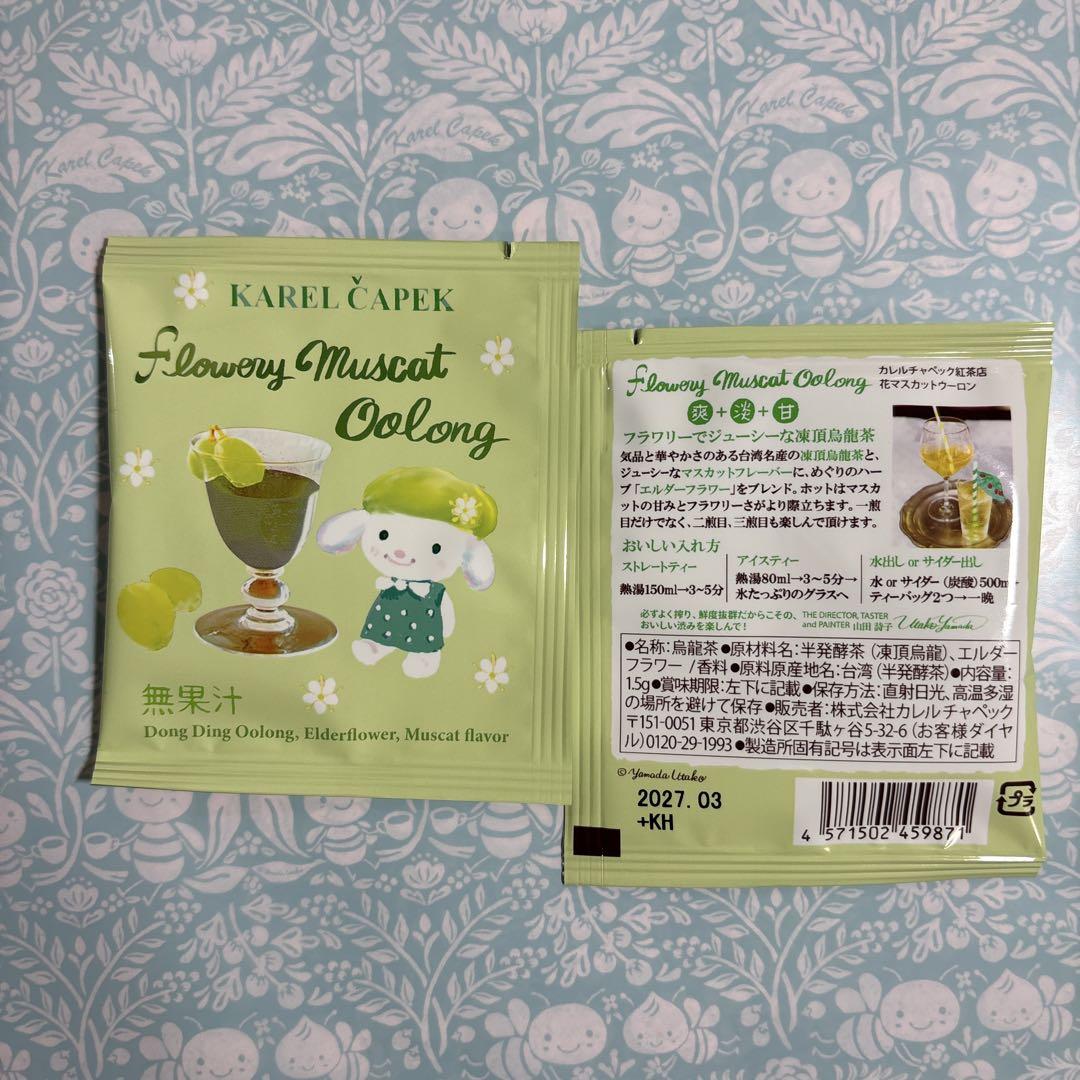 Karel Čapek
Karel Čapek
Karel Čapek
Karel Čapek
KAREL ČAPEK
Flowery Muscat
Oolong
無果汁
Dong Ding Oolong, Elderflower, Muscat flavor
Flowery Muscat Oolong
カレルチャペック紅茶店
花マスカットウーロン
爽+淡+甘
フラワリーでジューシーな凍頂烏龍茶
気品と華やかさのある台湾名産の凍頂烏龍茶と、
ジューシーなマスカットフレーバーに、めぐりのハー
ブ「エルダーフラワー」をブレンド。ホットはマスカ
ットの甘みとフラワリーさがより際立ちます。一煎
目だけでなく、二煎目、三煎目も楽しんで頂けます。
おいしい入れ方
ストレートティー
熱湯150ml→3～5分
アイスティー
熱湯80ml→3～5分→
氷たっぷりのグラスへ
水出し or サイダー出し
水 or サイダー(炭酸)500ml+
ティーバッグ2つ→一晩
必ずよく搾り、鮮度抜群だからこその、
おいしい渋みを楽しんで!
THE DIRECTOR, TASTER
and PAINTER 山田 詩子
Utako Yamada
●名称:烏龍茶●原材料名:半発酵茶(凍頂烏龍)、エルダー
フラワー /香料●原料原産地名:台湾(半発酵茶)●内容量:
1.5g●賞味期限:左下に記載●保存方法:直射日光、高温多湿
の場所を避けて保存●販売者:株式会社カレルチャペック
〒151-0051 東京都渋谷区千駄ヶ谷5-32-6(お客様ダイヤ
ル)0120-29-1993●製造所固有記号は表示面左下に記載
© Yamada Utako
2027.03
+KH
4 571502 459871
プラ